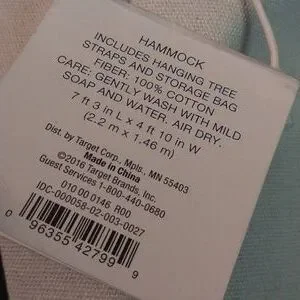 HAMMOCK
INCLUDES HANGING TREE
STRAPS AND STORAGE BAG
FIBER: 100% COTTON
CARE: GENTLY WASH WITH MILD
SOAP AND WATER. AIR DRY.
7 ft 3 in L × 4 ft 10 in W
(2.2 m x 1.46 m)
Dist. by Target Corp., Mpls, MN 55403
Made in China
©2016 Target Brands, Inc.
Guest Services 1-800-440-0680
010 00 0146 R00
IDC-000058-02-003-0027
0 96355 42799 9